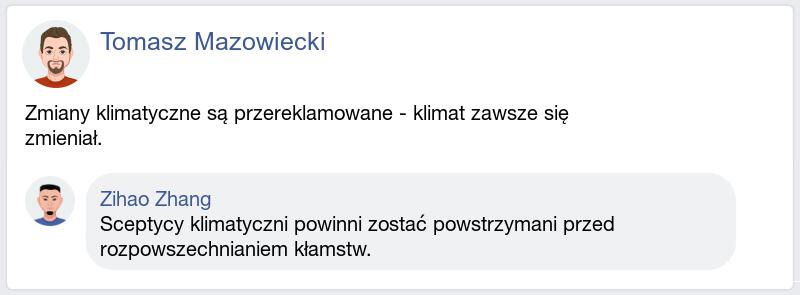 Tomasz Mazowiecki
Zmiany klimatyczne są przereklamowane - klimat zawsze się
zmieniał.
Zihao Zhang
Sceptycy klimatyczni powinni zostać powstrzymani przed
rozpowszechnianiem kłamstw.